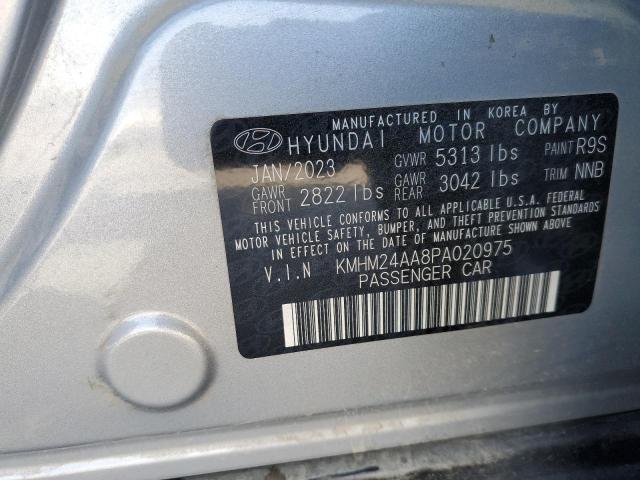 MANUFACTURED IN KOREA BY
HYUNDAI MOTOR COMPANY
JAN/2023 GVWR 5313 lbs PAINT R9S
GAWR FRONT 2822 lbs GAWR REAR 3042 lbs TRIM NNB
THIS VEHICLE CONFORMS TO ALL APPLICABLE U.S.A. FEDERAL
MOTOR VEHICLE SAFETY, BUMPER, AND THEFT PREVENTION STANDARDS
IN EFFECT ON THE DATE OF MANUFACTURE SHOWN ABOVE
V.I.N KMHM24AA8PA020975
PASSENGER CAR